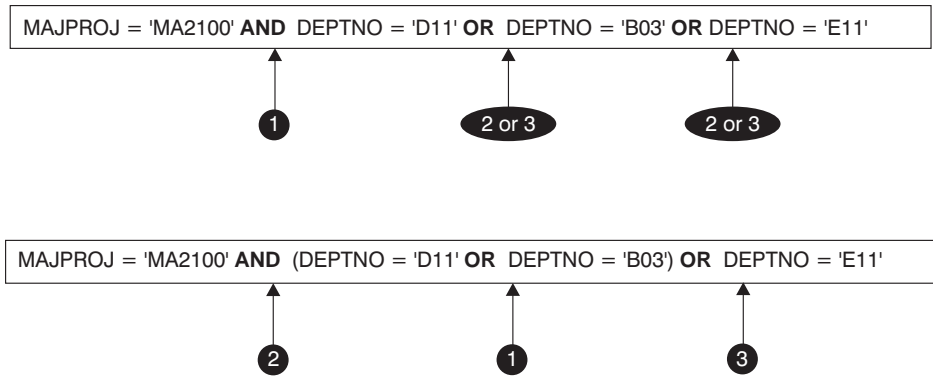 MAJPROJ = 'MA2100' AND DEPTNO = 'D11' OR DEPTNO = 'B03' OR DEPTNO = 'E11'
1 2 or 3 2 or 3
MAJPROJ = 'MA2100' AND (DEPTNO = 'D11' OR DEPTNO = 'B03') OR DEPTNO = 'E11'
2 1 3